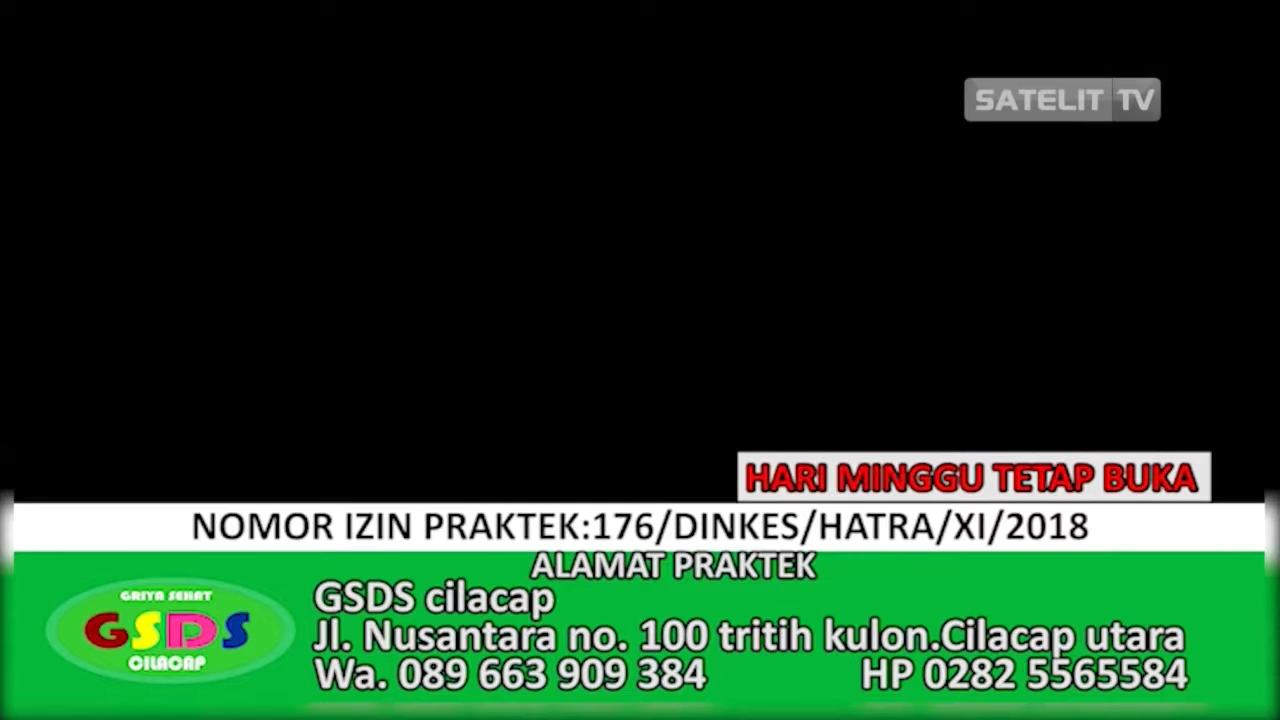 SATELIT TV
HARI MINGGU TETAP BUKA
NOMOR IZIN PRAKTEK:176/DINKES/HATRA/XI/2018
ALAMAT PRAKTEK
GRIYA SEHAT
GSDS
CILACAP
GSDS cilacap
Jl. Nusantara no. 100 tritih kulon.Cilacap utara
Wa. 089 663 909 384 HP 0282 5565584